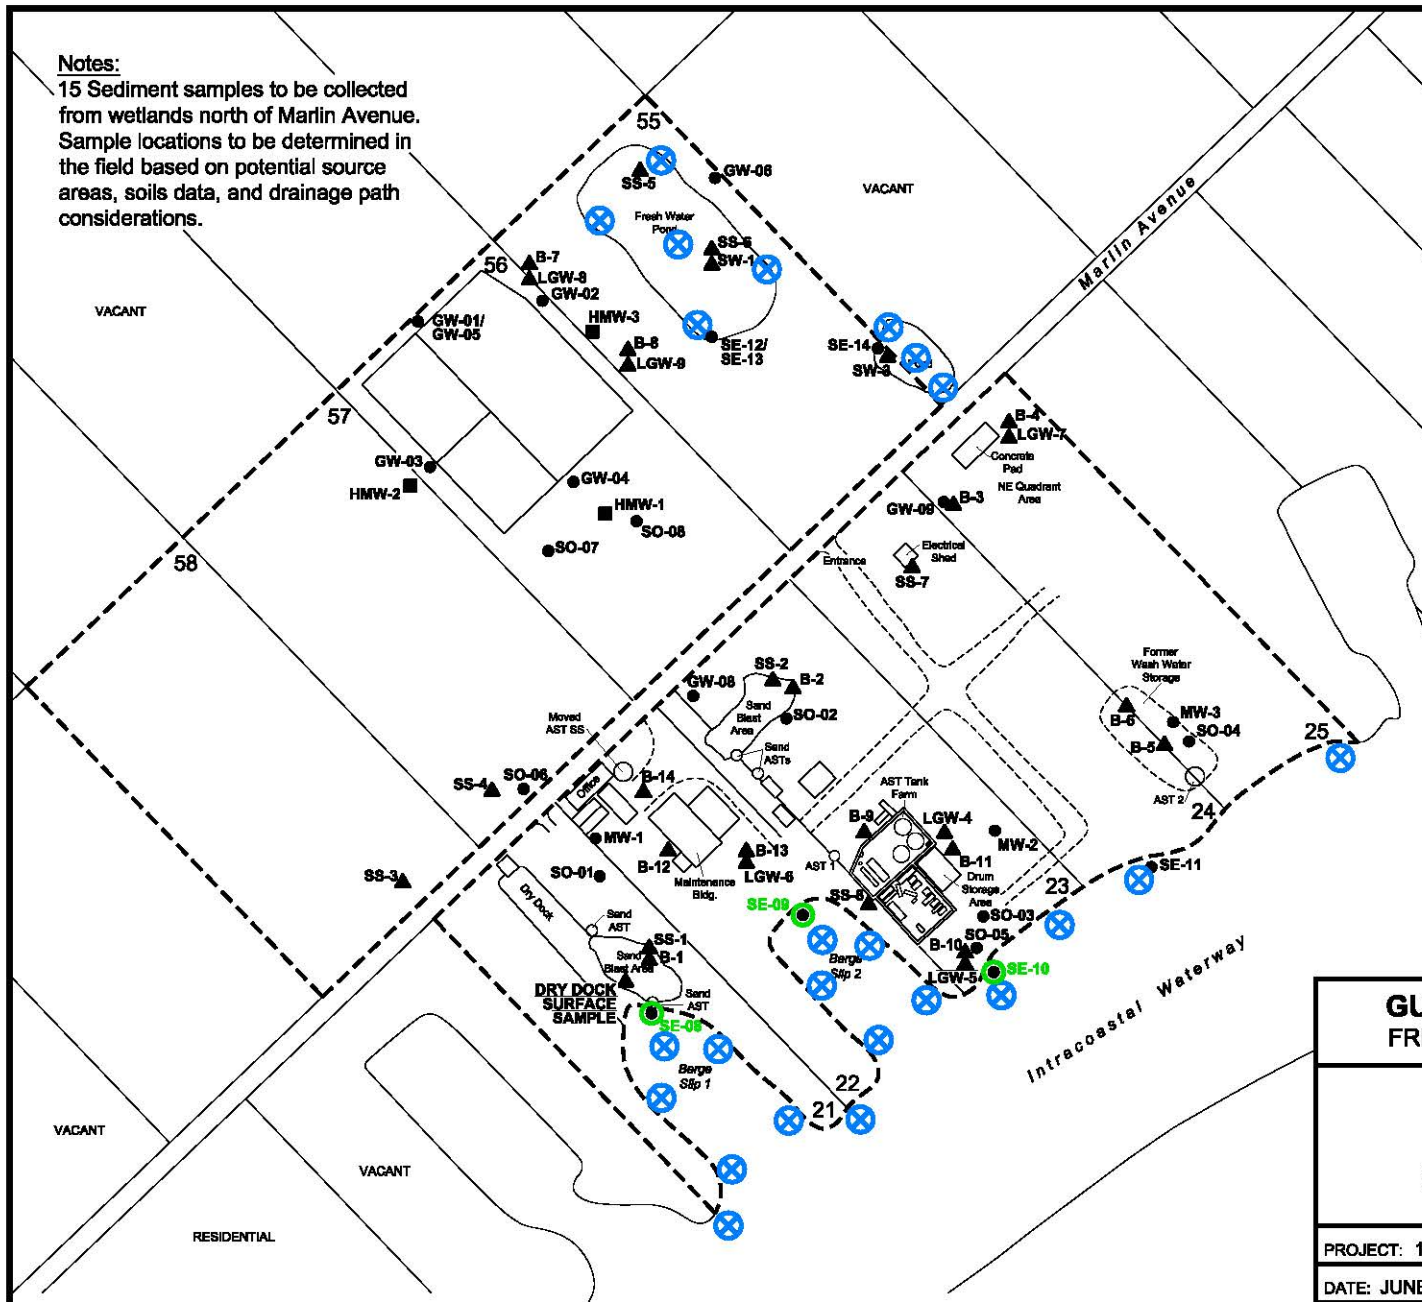 Notes:
15 Sediment samples to be collected
from wetlands north of Marlin Avenue.
Sample locations to be determined in
the field based on potential source
areas, soils data, and drainage path
considerations.
55
GW-06
SS-5
VACANT
Marlin Avenue
Fresh Water
Pond
SS-6
SW-1
56
B-7
LGW-8
GW-02
VACANT
GW-01/
GW-05
HMW-3
B-8
LGW-9
SE-12/
SE-13
SE-14
SW-3
57
B-4
LGW-7
Concrete
Pad
NE Quadrant
Area
GW-03
HMW-2
GW-04
HMW-1
SO-08
SO-07
GW-09
B-3
58
Entrance
Electrical
Shed
SS-7
Former
Wash Water
Storage
SS-2
B-2
GW-08
Sand
Blast
Area
SO-02
Moved
AST SS
Sand
ASTs
B-6
MW-3
SO-04
B-5
25
AST 2
24
SS-4
SO-06
Office
B-14
AST Tank
Farm
B-9
LGW-4
MW-2
MW-1
B-12
B-13
LGW-6
AST 1
B-11
Drum
Storage
Area
SE-11
SS-3
SO-01
Maintenance
Bldg.
SS-8
23
Dry Dock
Sand
AST
SE-09
SO-03
SO-05
B-10
LGW-5
SE-10
SS-1
B-1
Sand
Blast Area
Barge
Slip 2
DRY DOCK
SURFACE
SAMPLE
Sand
AST
SE-08
Intracoastal Waterway
Barge
Slip 1
22
21
VACANT
VACANT
RESIDENTIAL
GU
FR
PROJECT: 1
DATE: JUNE